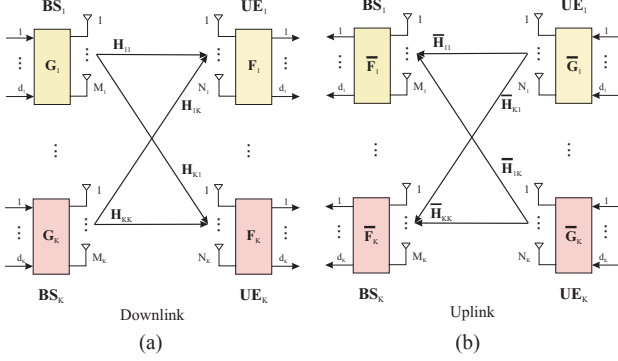 BS₁ UE₁ BS₁ UE₁
1 1 1 1 1 1 1 1
G₁ H₁₁ F₁ F̅₁ H̅₁₁ G̅₁
d₁ M₁ N₁ d₁ d₁ M₁ N₁ d₁
H₁K H̅K₁
HK₁ H̅₁K
1 1 1 1 1 1 1 1
GK HKK FK F̅K H̅KK G̅K
dK MK NK dK dK MK NK dK
BSK UEK BSK UEK
Downlink Uplink
(a) (b)